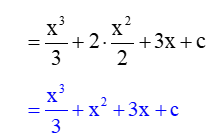 = x³/3 + 2·x²/2 + 3x + c
= x³/3 + x² + 3x + c